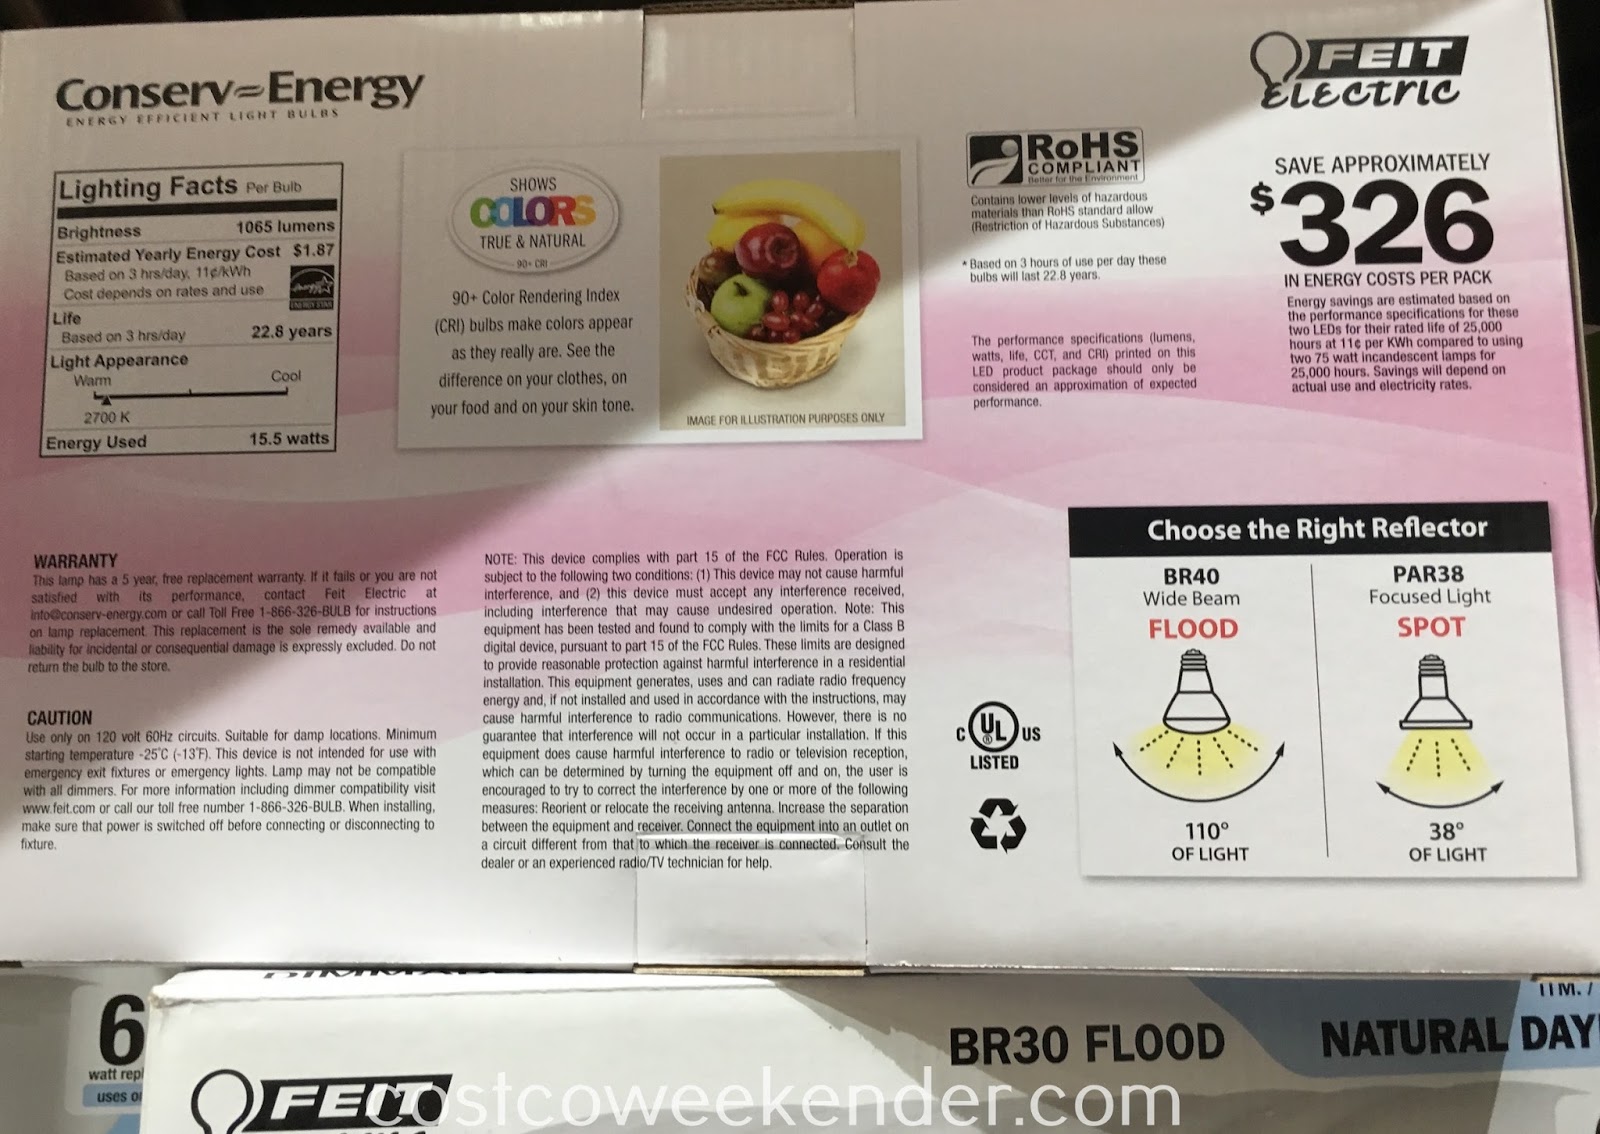 Conserv=Energy
ENERGY EFFICIENT LIGHT BULBS
Lighting Facts Per Bulb
Brightness 1065 lumens
Estimated Yearly Energy Cost $1.87
Based on 3 hrs/day, 11¢/kWh
Cost depends on rates and use
ENERGY STAR
Life
Based on 3 hrs/day 22.8 years
Light Appearance
Warm Cool
2700 K
Energy Used 15.5 watts
SHOWS
COLORS
TRUE & NATURAL
90+ CRI
90+ Color Rendering Index
(CRI) bulbs make colors appear
as they really are. See the
difference on your clothes, on
your food and on your skin tone.
IMAGE FOR ILLUSTRATION PURPOSES ONLY
RoHS
COMPLIANT
Better for the Environment
Contains lower levels of hazardous
materials than RoHS standard allow
(Restriction of Hazardous Substances)
* Based on 3 hours of use per day these
bulbs will last 22.8 years.
The performance specifications (lumens,
watts, life, CCT, and CRI) printed on this
LED product package should only be
considered an approximation of expected
performance.
FEIT
ELECTRIC
SAVE APPROXIMATELY
$326
IN ENERGY COSTS PER PACK
Energy savings are estimated based on
the performance specifications for these
two LEDs for their rated life of 25,000
hours at 11¢ per KWh compared to using
two 75 watt incandescent lamps for
25,000 hours. Savings will depend on
actual use and electricity rates.
WARRANTY
This lamp has a 5 year, free replacement warranty. If it fails or you are not
satisfied with its performance, contact Feit Electric at
info@conserv-energy.com or call Toll Free 1-866-326-BULB for instructions
on lamp replacement. This replacement is the sole remedy available and
liability for incidental or consequential damage is expressly excluded. Do not
return the bulb to the store.
CAUTION
Use only on 120 volt 60Hz circuits. Suitable for damp locations. Minimum
starting temperature -25°C (-13°F). This device is not intended for use with
emergency exit fixtures or emergency lights. Lamp may not be compatible
with all dimmers. For more information including dimmer compatibility visit
www.feit.com or call our toll free number 1-866-326-BULB. When installing,
make sure that power is switched off before connecting or disconnecting to
fixture.
NOTE: This device complies with part 15 of the FCC Rules. Operation is
subject to the following two conditions: (1) This device may not cause harmful
interference, and (2) this device must accept any interference received,
including interference that may cause undesired operation. Note: This
equipment has been tested and found to comply with the limits for a Class B
digital device, pursuant to part 15 of the FCC Rules. These limits are designed
to provide reasonable protection against harmful interference in a residential
installation. This equipment generates, uses and can radiate radio frequency
energy and, if not installed and used in accordance with the instructions, may
cause harmful interference to radio communications. However, there is no
guarantee that interference will not occur in a particular installation. If this
equipment does cause harmful interference to radio or television reception,
which can be determined by turning the equipment off and on, the user is
encouraged to try to correct the interference by one or more of the following
measures: Reorient or relocate the receiving antenna. Increase the separation
between the equipment and receiver. Connect the equipment into an outlet on
a circuit different from that to which the receiver is connected. Consult the
dealer or an experienced radio/TV technician for help.
C UL ® US
LISTED
Choose the Right Reflector
BR40
Wide Beam
FLOOD
110°
OF LIGHT
PAR38
Focused Light
SPOT
38°
OF LIGHT
6
watt repl
uses o
FEIT
BR30 FLOOD
NATURAL DAY
costcoweekender.com